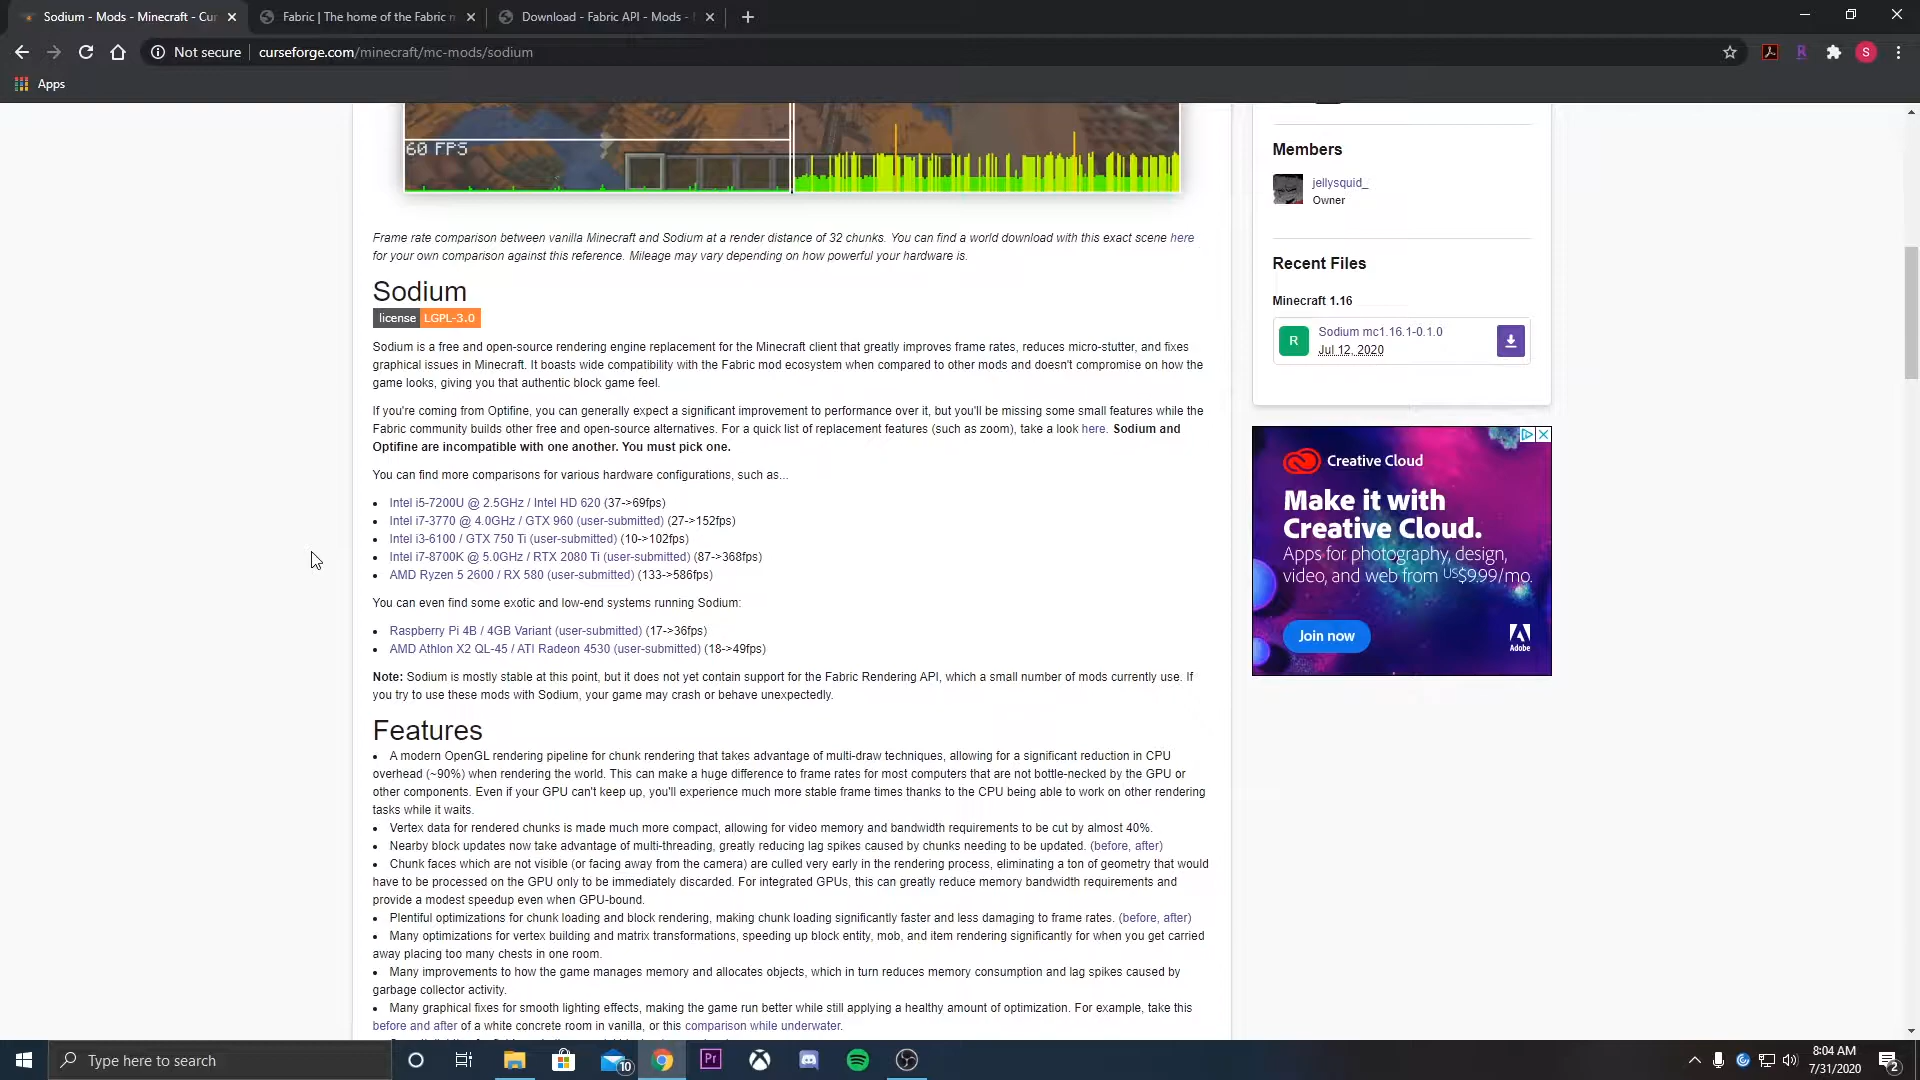 Sodium - Mods - Minecraft - Cur
Fabric | The home of the Fabric m
Download - Fabric API - Mods -
Not secure
curseforge.com/minecraft/mc-mods/sodium
S
Apps
60 FPS
Frame rate comparison between vanilla Minecraft and Sodium at a render distance of 32 chunks. You can find a world download with this exact scene here
for your own comparison against this reference. Mileage may vary depending on how powerful your hardware is.
Sodium
license LGPL-3.0
Sodium is a free and open-source rendering engine replacement for the Minecraft client that greatly improves frame rates, reduces micro-stutter, and fixes
graphical issues in Minecraft. It boasts wide compatibility with the Fabric mod ecosystem when compared to other mods and doesn't compromise on how the
game looks, giving you that authentic block game feel.
If you're coming from Optifine, you can generally expect a significant improvement to performance over it, but you'll be missing some small features while the
Fabric community builds other free and open-source alternatives. For a quick list of replacement features (such as zoom), take a look here. Sodium and
Optifine are incompatible with one another. You must pick one.
You can find more comparisons for various hardware configurations, such as...
• Intel i5-7200U @ 2.5GHz / Intel HD 620 (37->69fps)
• Intel i7-3770 @ 4.0GHz / GTX 960 (user-submitted) (27->152fps)
• Intel i3-6100 / GTX 750 Ti (user-submitted) (10->102fps)
• Intel i7-8700K @ 5.0GHz / RTX 2080 Ti (user-submitted) (87->368fps)
• AMD Ryzen 5 2600 / RX 580 (user-submitted) (133->586fps)
You can even find some exotic and low-end systems running Sodium:
• Raspberry Pi 4B / 4GB Variant (user-submitted) (17->36fps)
• AMD Athlon X2 QL-45 / ATI Radeon 4530 (user-submitted) (18->49fps)
Note: Sodium is mostly stable at this point, but it does not yet contain support for the Fabric Rendering API, which a small number of mods currently use. If
you try to use these mods with Sodium, your game may crash or behave unexpectedly.
Features
• A modern OpenGL rendering pipeline for chunk rendering that takes advantage of multi-draw techniques, allowing for a significant reduction in CPU
overhead (~90%) when rendering the world. This can make a huge difference to frame rates for most computers that are not bottle-necked by the GPU or
other components. Even if your GPU can't keep up, you'll experience much more stable frame times thanks to the CPU being able to work on other rendering
tasks while it waits.
• Vertex data for rendered chunks is made much more compact, allowing for video memory and bandwidth requirements to be cut by almost 40%.
• Nearby block updates now take advantage of multi-threading, greatly reducing lag spikes caused by chunks needing to be updated. (before, after)
• Chunk faces which are not visible (or facing away from the camera) are culled very early in the rendering process, eliminating a ton of geometry that would
have to be processed on the GPU only to be immediately discarded. For integrated GPUs, this can greatly reduce memory bandwidth requirements and
provide a modest speedup even when GPU-bound.
• Plentiful optimizations for chunk loading and block rendering, making chunk loading significantly faster and less damaging to frame rates. (before, after)
• Many optimizations for vertex building and matrix transformations, speeding up block entity, mob, and item rendering significantly for when you get carried
away placing too many chests in one room.
• Many improvements to how the game manages memory and allocates objects, which in turn reduces memory consumption and lag spikes caused by
garbage collector activity.
• Many graphical fixes for smooth lighting effects, making the game run better while still applying a healthy amount of optimization. For example, take this
before and after of a white concrete room in vanilla, or this comparison while underwater.
Members
jellysquid_
Owner
Recent Files
Minecraft 1.16
R
Sodium mc1.16.1-0.1.0
Jul 12, 2020
Creative Cloud
Make it with
Creative Cloud.
Apps for photography, design,
video, and web from US$9.99/mo.
Join now
Adobe
Type here to search
10
Pr
8:04 AM
7/31/2020
2